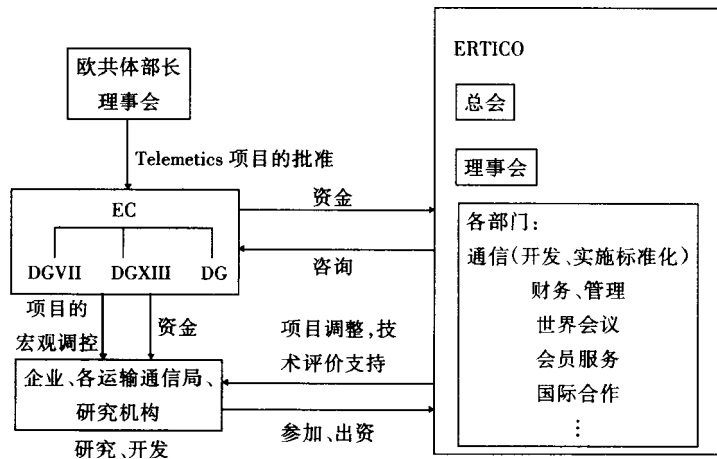 欧共体部长
理事会
Telemetics 项目的批准
EC
DGVII DGXIII DG
项目的
宏观调控
资金
企业、各运输通信局、
研究机构
研究、开发
资金
咨询
项目调整,技
术评价支持
参加、出资
ERTICO
总会
理事会
各部门:
通信(开发、实施标准化)
财务、管理
世界会议
会员服务
国际合作
⋮